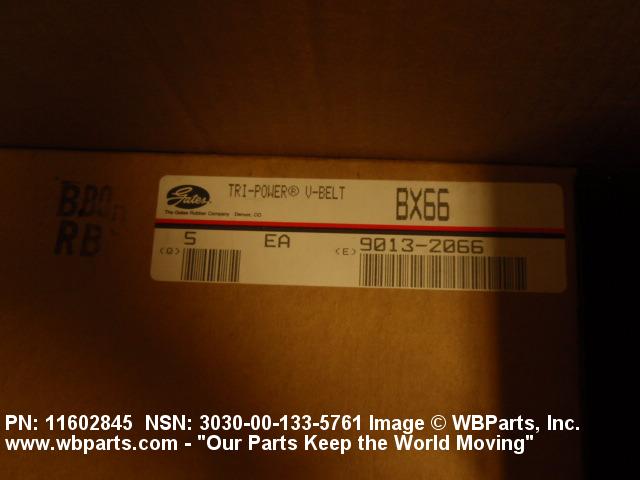 Gates
The Gates Rubber Company Denver, CO
TRI-POWER® V-BELT
BX66
(Q) 5 EA
(E) 9013-2066
RB
PN: 11602845 NSN: 3030-00-133-5761 Image © WBParts, Inc.
www.wbparts.com - "Our Parts Keep the World Moving"